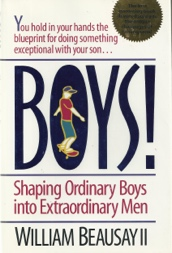 You hold in your hands the
blueprint for doing something
exceptional with your son...
BOYS!
Shaping Ordinary Boys
into Extraordinary Men
WILLIAM BEAUSAY II